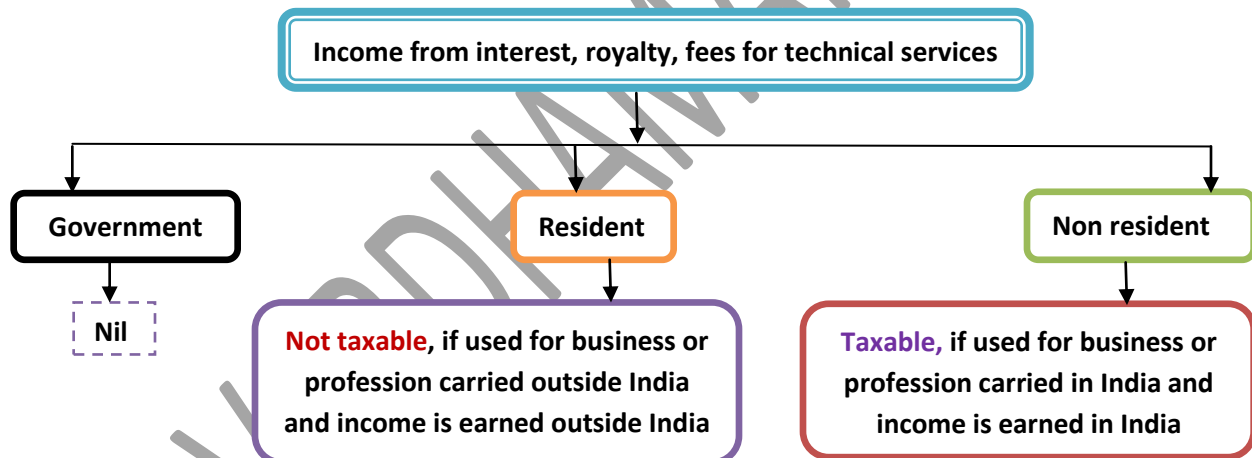 Income from interest, royalty, fees for technical services
Government
Resident
Non resident
Nil
Not taxable, if used for business or
profession carried outside India
and income is earned outside India
Taxable, if used for business or
profession carried in India and
income is earned in India